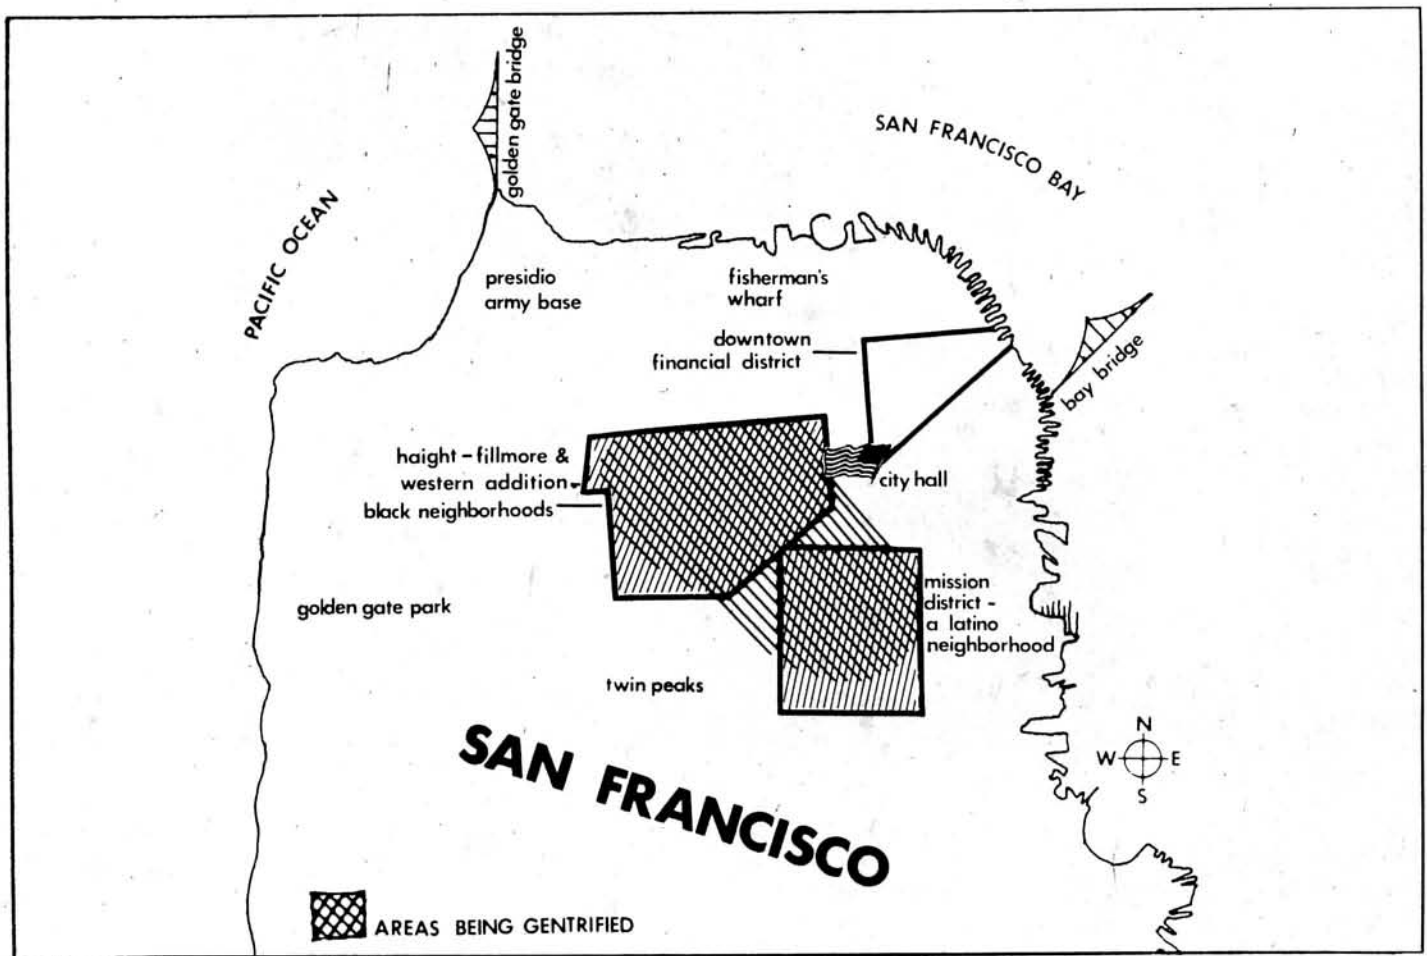 golden gate bridge
SAN FRANCISCO BAY
PACIFIC OCEAN
presidio
army base
fisherman's
wharf
downtown
financial district
bay bridge
haight-fillmore &
western addition
black neighborhoods
city hall
golden gate park
mission
district -
a latino
neighborhood
twin peaks
N
W E
S
SAN FRANCISCO
AREAS BEING GENTRIFIED